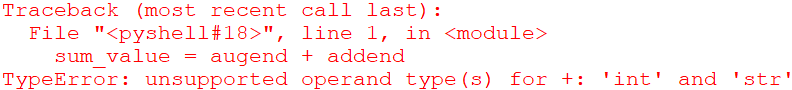 Traceback (most recent call last):
  File "<pyshell#18>", line 1, in <module>
    sum_value = augend + addend
TypeError: unsupported operand type(s) for +: 'int' and 'str'